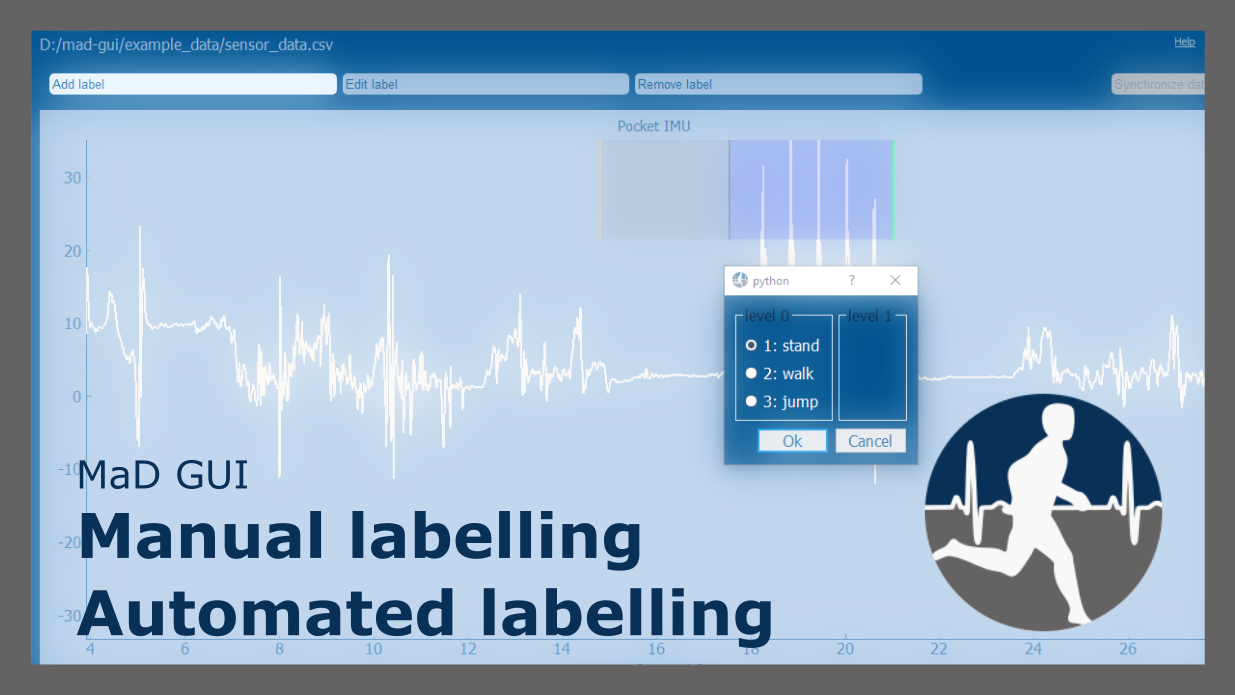 D:/mad-gui/example_data/sensor_data.csv
Help
Add label
Edit label
Remove label
Synchronize dat
Pocket IMU
30
20
10
0
-10
-20
-30
python
?
level 0
level 1
1: stand
2: walk
3: jump
Ok
Cancel
MaD GUI
Manual labelling
Automated labelling
4 6 8 10 12 14 16 18 20 22 24 26